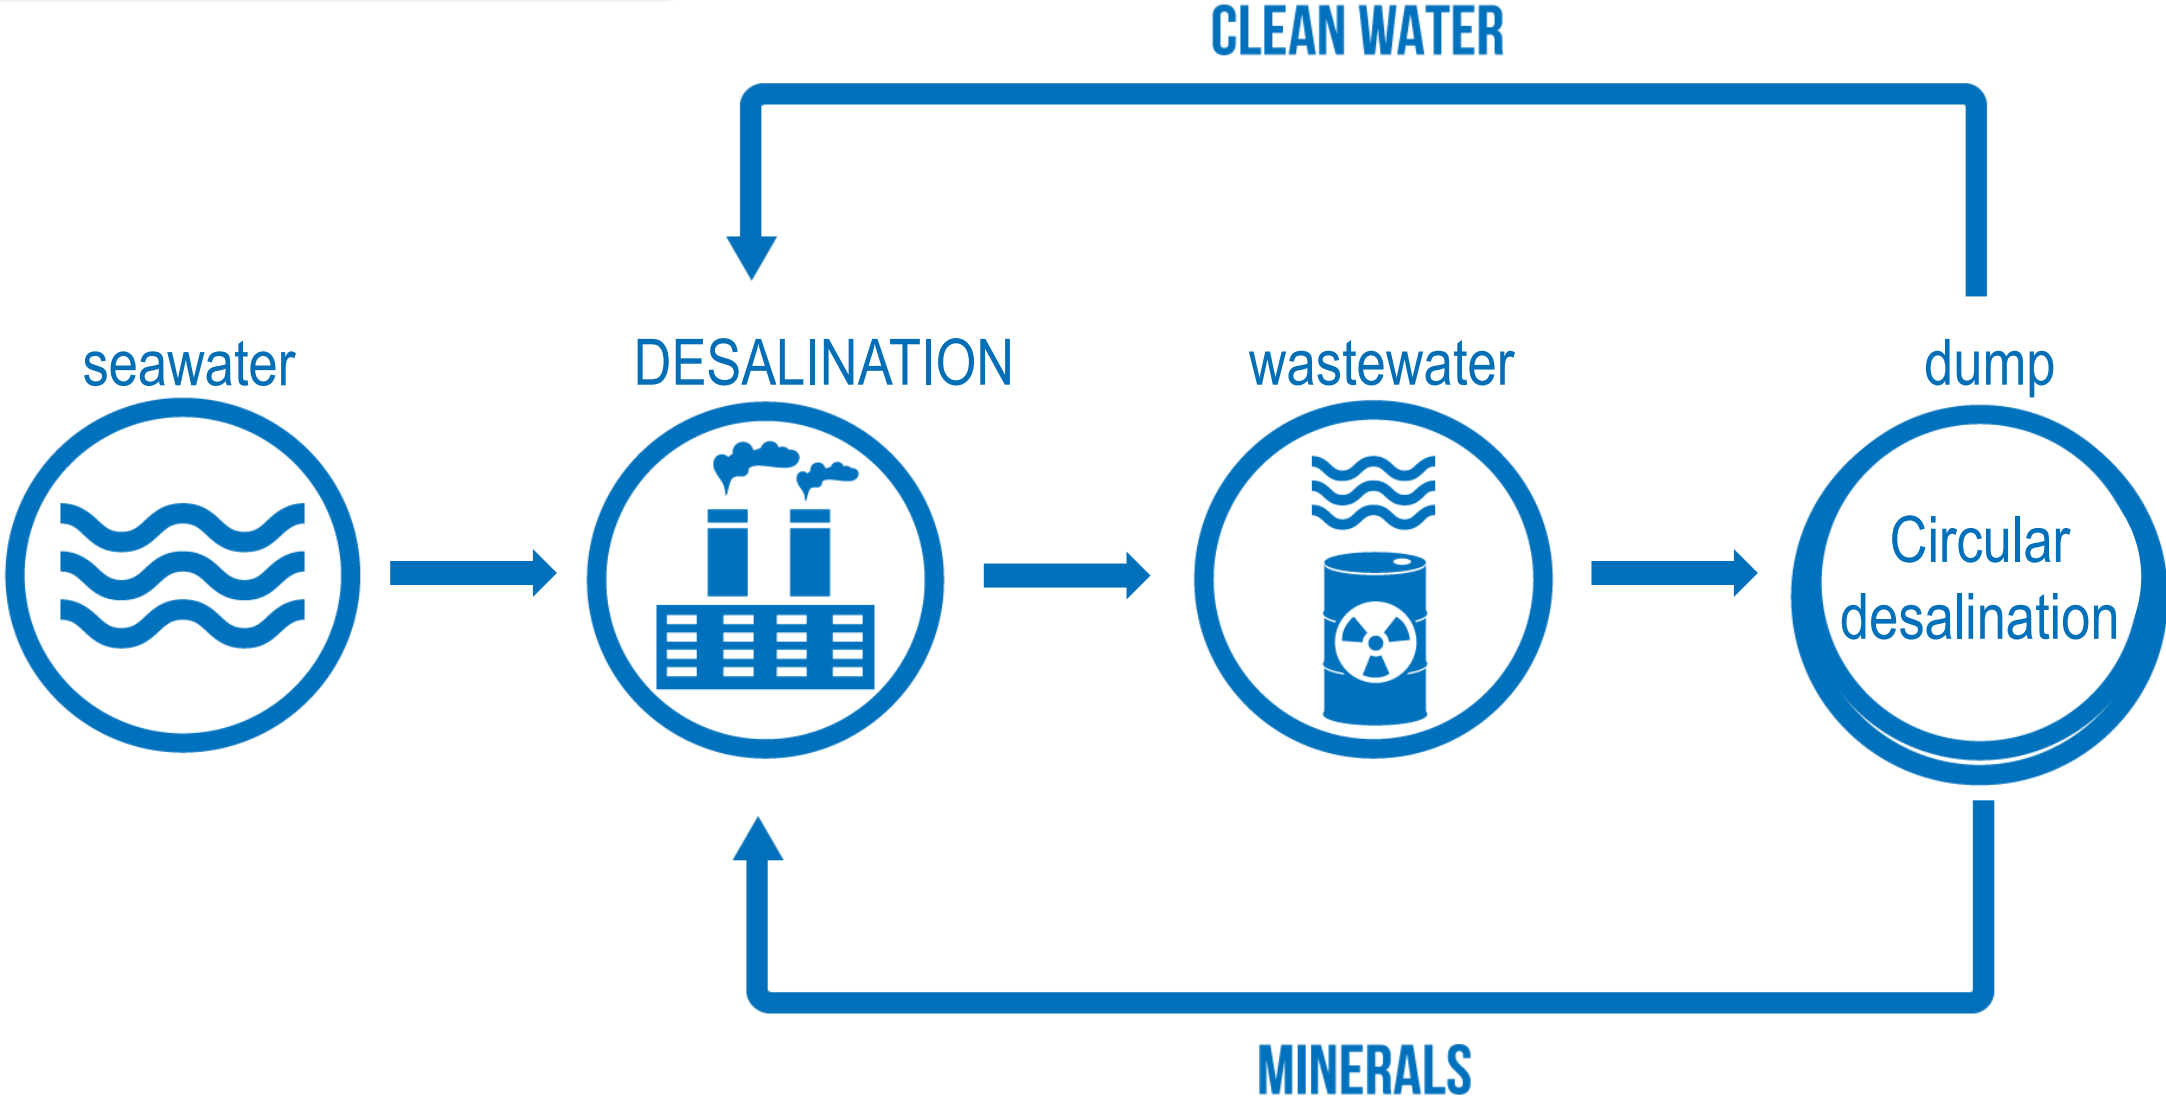 CLEAN WATER
seawater
DESALINATION
wastewater
dump
Circular
desalination
MINERALS